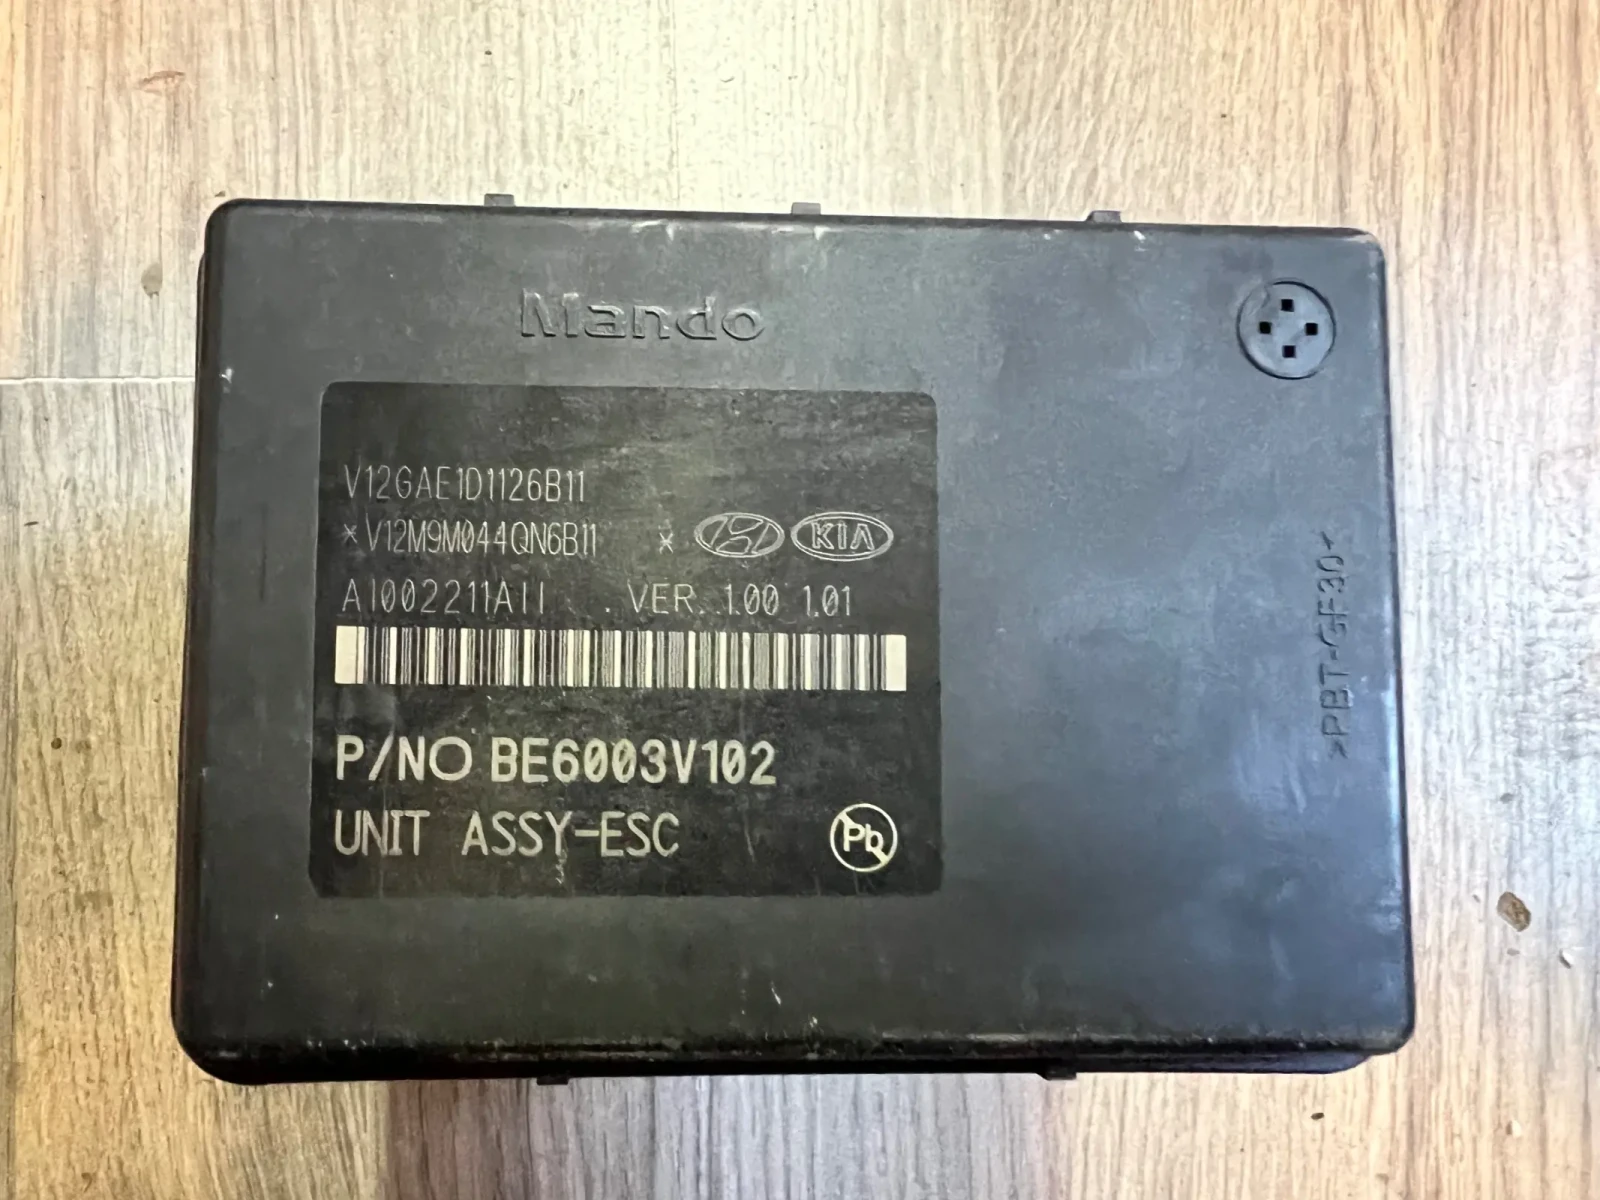 Mando
V12GAE1D1126B11
*V12M9M044QN6B11 * KIA
A1002211A11 . VER. 1.00 1.01
P/NO BE6003V102
UNIT ASSY-ESC
Pb
>PBT-GF30<